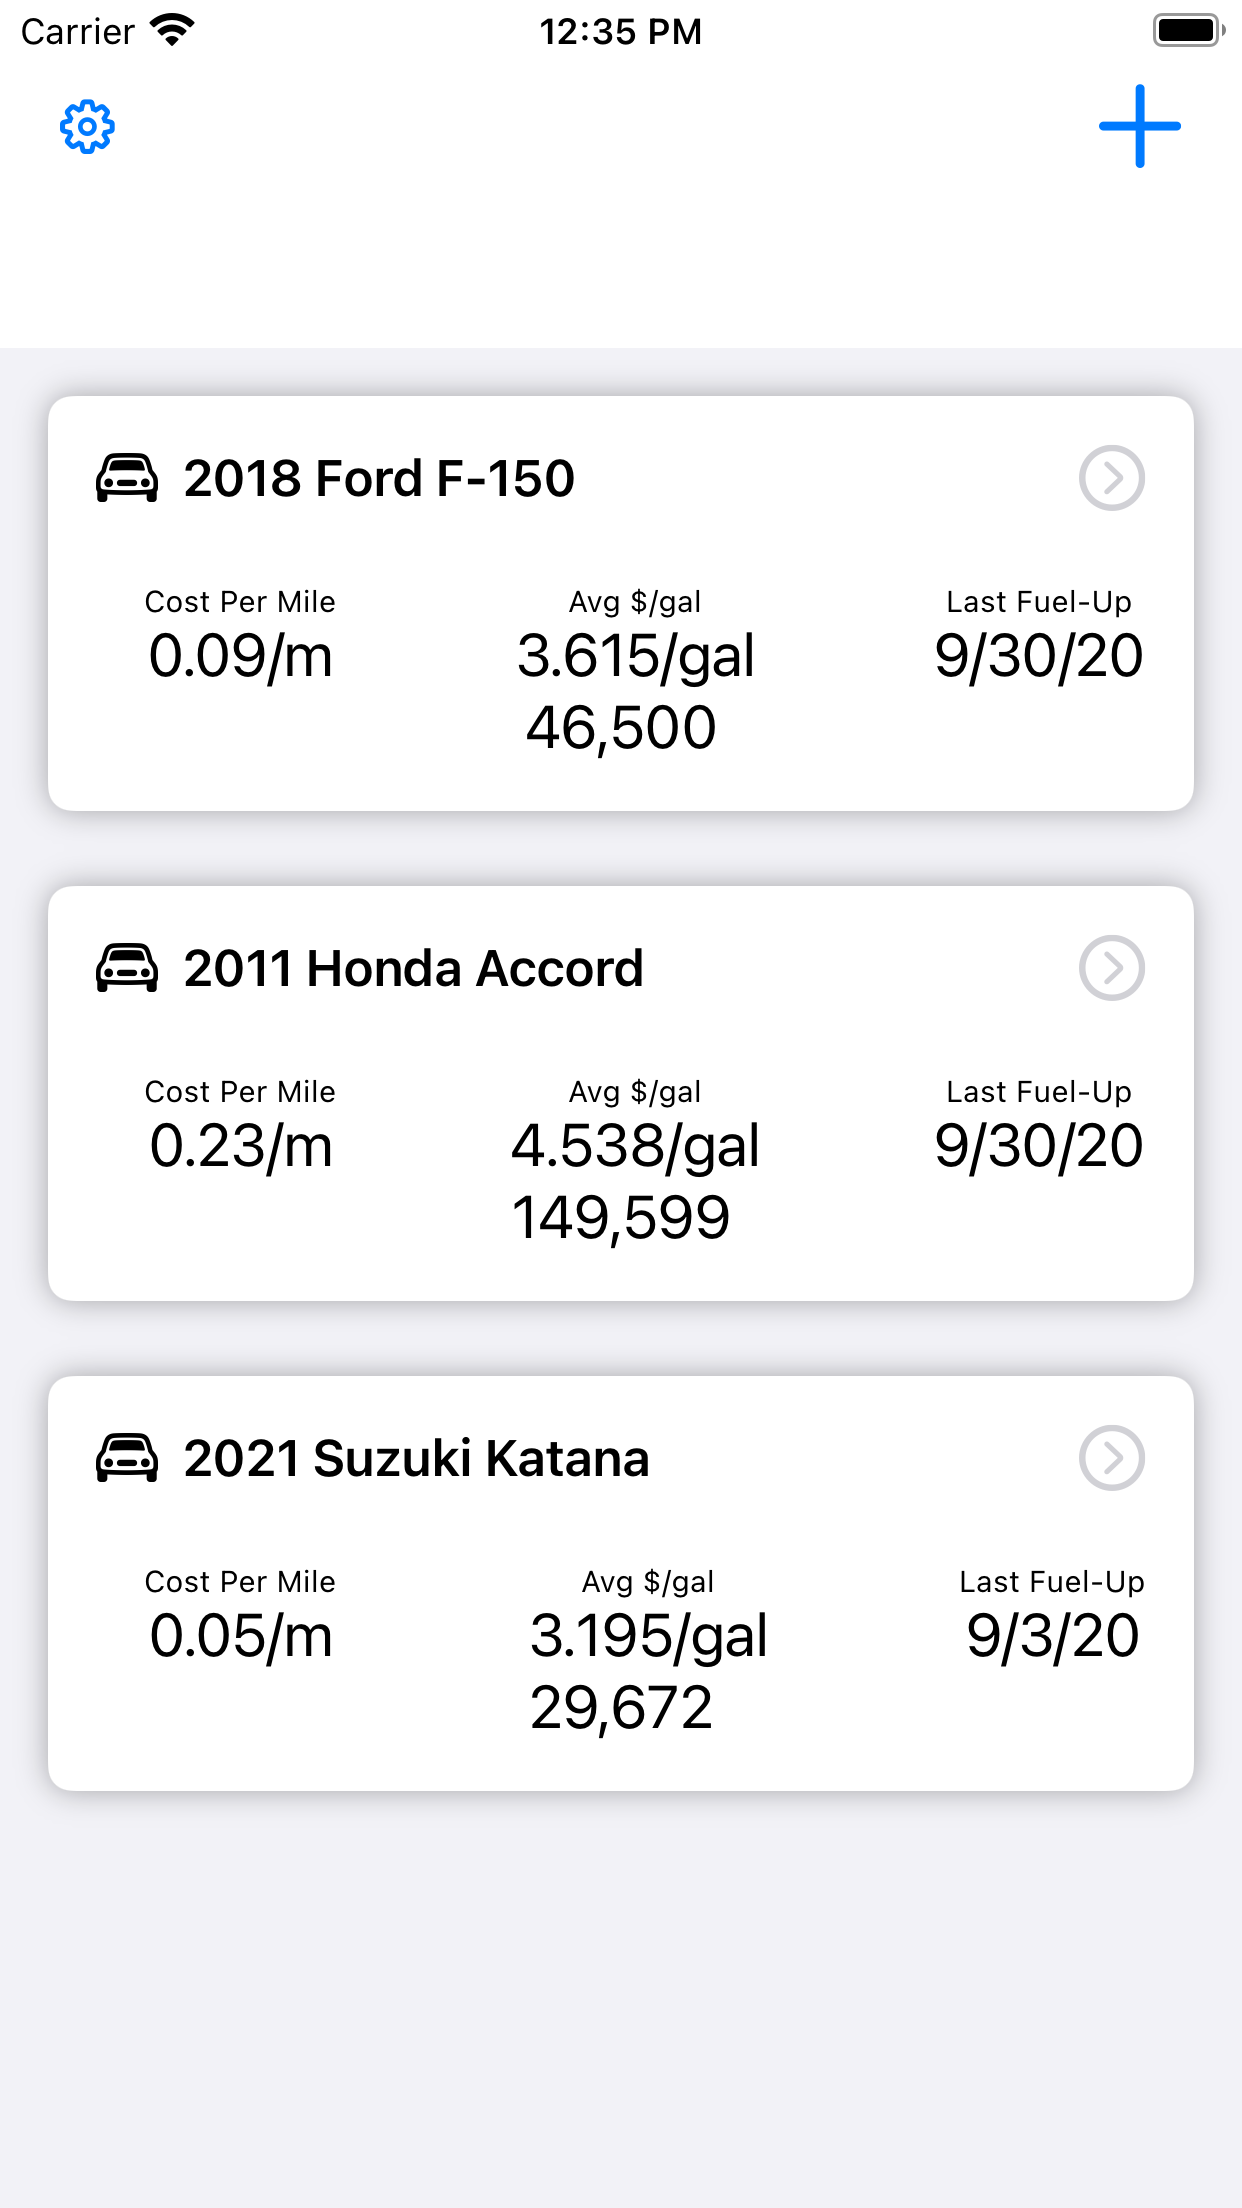 Carrier 12:35 PM
2018 Ford F-150
Cost Per Mile Avg $/gal Last Fuel-Up
0.09/m 3.615/gal 9/30/20
46,500
2011 Honda Accord
Cost Per Mile Avg $/gal Last Fuel-Up
0.23/m 4.538/gal 9/30/20
149,599
2021 Suzuki Katana
Cost Per Mile Avg $/gal Last Fuel-Up
0.05/m 3.195/gal 9/3/20
29,672